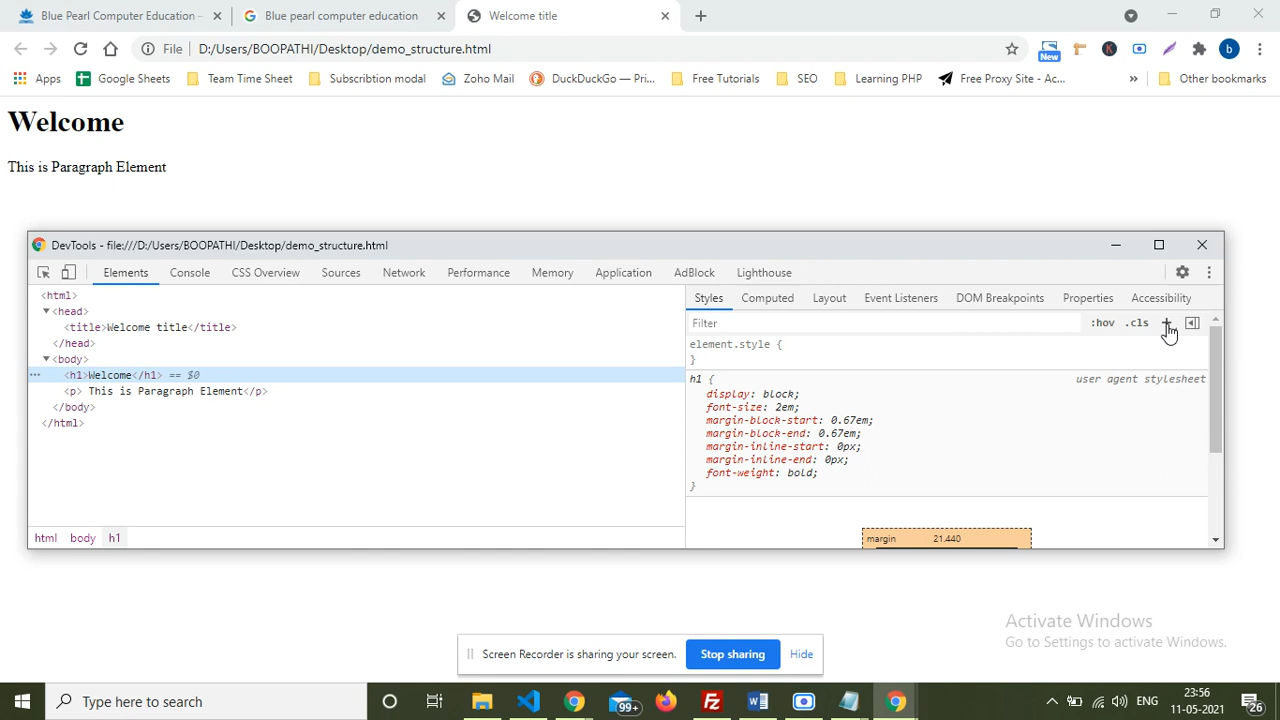 Blue Pearl Computer Education –
Blue pearl computer education
Welcome title
File D:/Users/BOOPATHI/Desktop/demo_structure.html
New
b
Apps
Google Sheets
Team Time Sheet
Subscribtion modal
Zoho Mail
DuckDuckGo — Pri...
Free Tutorials
SEO
Learning PHP
Free Proxy Site - Ac...
»
Other bookmarks
Welcome
This is Paragraph Element
DevTools - file:///D:/Users/BOOPATHI/Desktop/demo_structure.html
Elements Console CSS Overview Sources Network Performance Memory Application AdBlock Lighthouse
<html>
<head>
<title>Welcome title</title>
</head>
<body>
<h1>Welcome</h1> == $0
<p> This is Paragraph Element</p>
</body>
</html>
html body h1
Styles Computed Layout Event Listeners DOM Breakpoints Properties Accessibility
Filter :hov .cls +
element.style {
}
h1 { user agent stylesheet
display: block;
font-size: 2em;
margin-block-start: 0.67em;
margin-block-end: 0.67em;
margin-inline-start: 0px;
margin-inline-end: 0px;
font-weight: bold;
}
margin 21.440
Activate Windows
Go to Settings to activate Windows.
Screen Recorder is sharing your screen. Stop sharing Hide
Type here to search
99+
Fz
ENG
23:56
11-05-2021
26